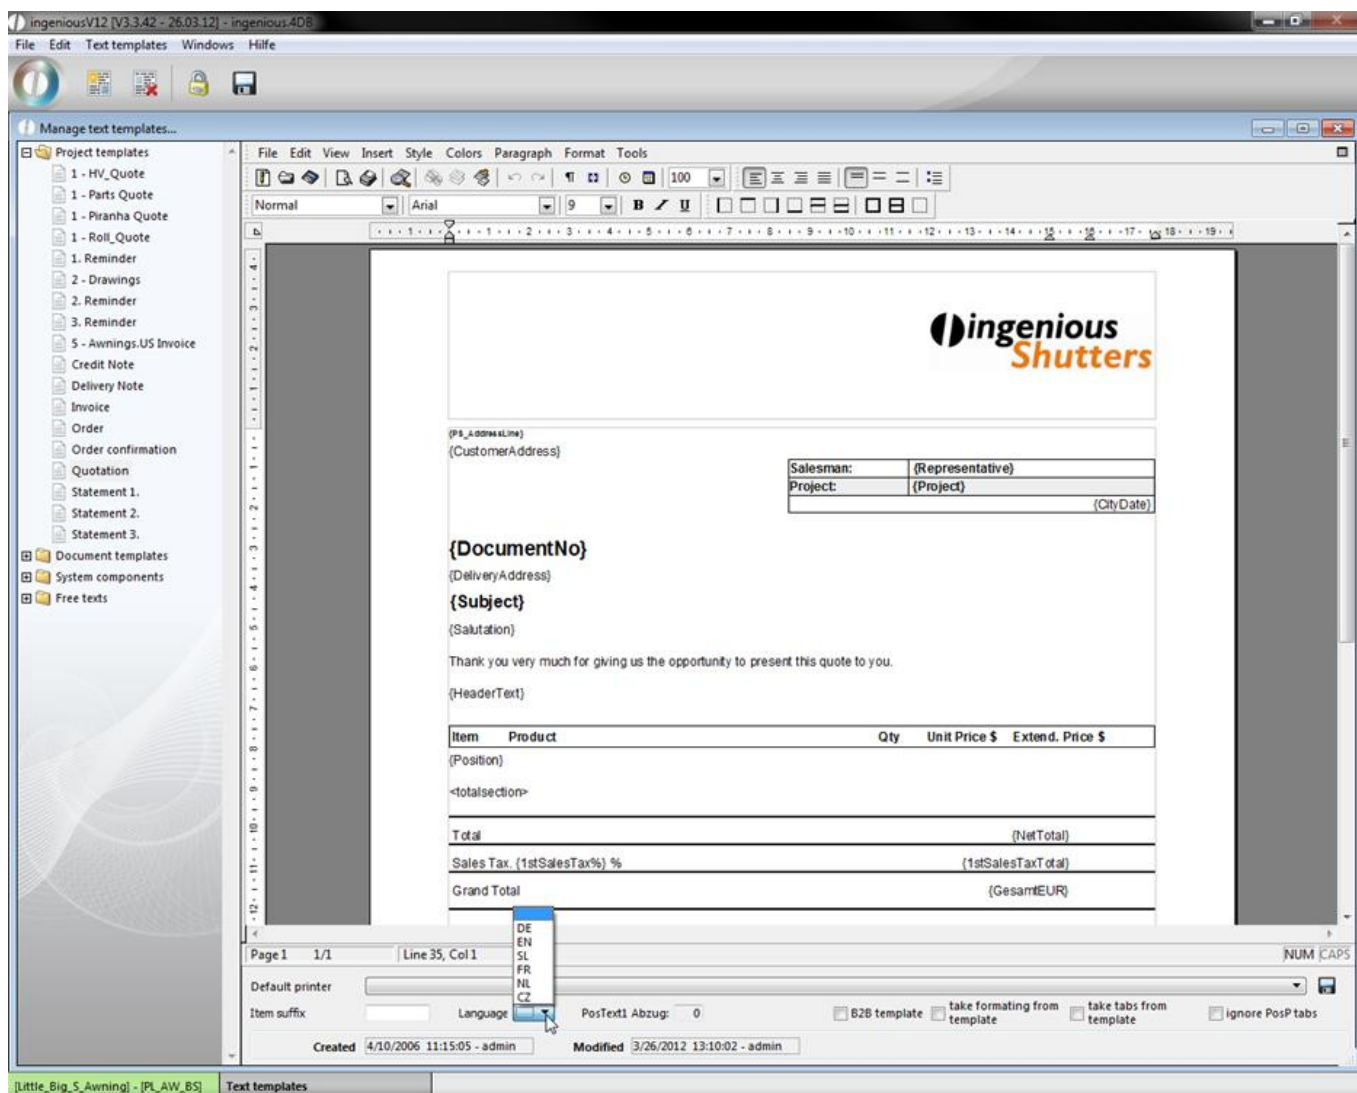 ingeniousV12 [V3.3.42 - 26.03.12] - ingenious.4DB
File Edit Text templates Windows Hilfe
Manage text templates...
Project templates
1 - HV_Quote
1 - Parts Quote
1 - Piranha Quote
1 - Roll_Quote
1. Reminder
2 - Drawings
2. Reminder
3. Reminder
5 - Awnings.US Invoice
Credit Note
Delivery Note
Invoice
Order
Order confirmation
Quotation
Statement 1.
Statement 2.
Statement 3.
Document templates
System components
Free texts
File Edit View Insert Style Colors Paragraph Format Tools
100
Normal Arial 9 B I U
ingenious
Shutters
{PS_AddressLine}
{CustomerAddress}
Salesman: {Representative}
Project: {Project}
{CityDate}
{DocumentNo}
{DeliveryAddress}
{Subject}
{Salutation}
Thank you very much for giving us the opportunity to present this quote to you.
{HeaderText}
Item Product Qty Unit Price $ Extend. Price $
{Position}
<totalsection>
Total {NetTotal}
Sales Tax. {1stSalesTax%} % {1stSalesTaxTotal}
Grand Total {GesamtEUR}
DE
EN
SL
FR
NL
CZ
Page 1 1/1 Line 35, Col 1 NUM CAPS
Default printer
Item suffix Language PosText1 Abzug: 0 B2B template take formating from template take tabs from template ignore PosP tabs
Created 4/10/2006 11:15:05 - admin Modified 3/26/2012 13:10:02 - admin
[Little_Big_S_Awning] - [PL_AW_BS] Text templates